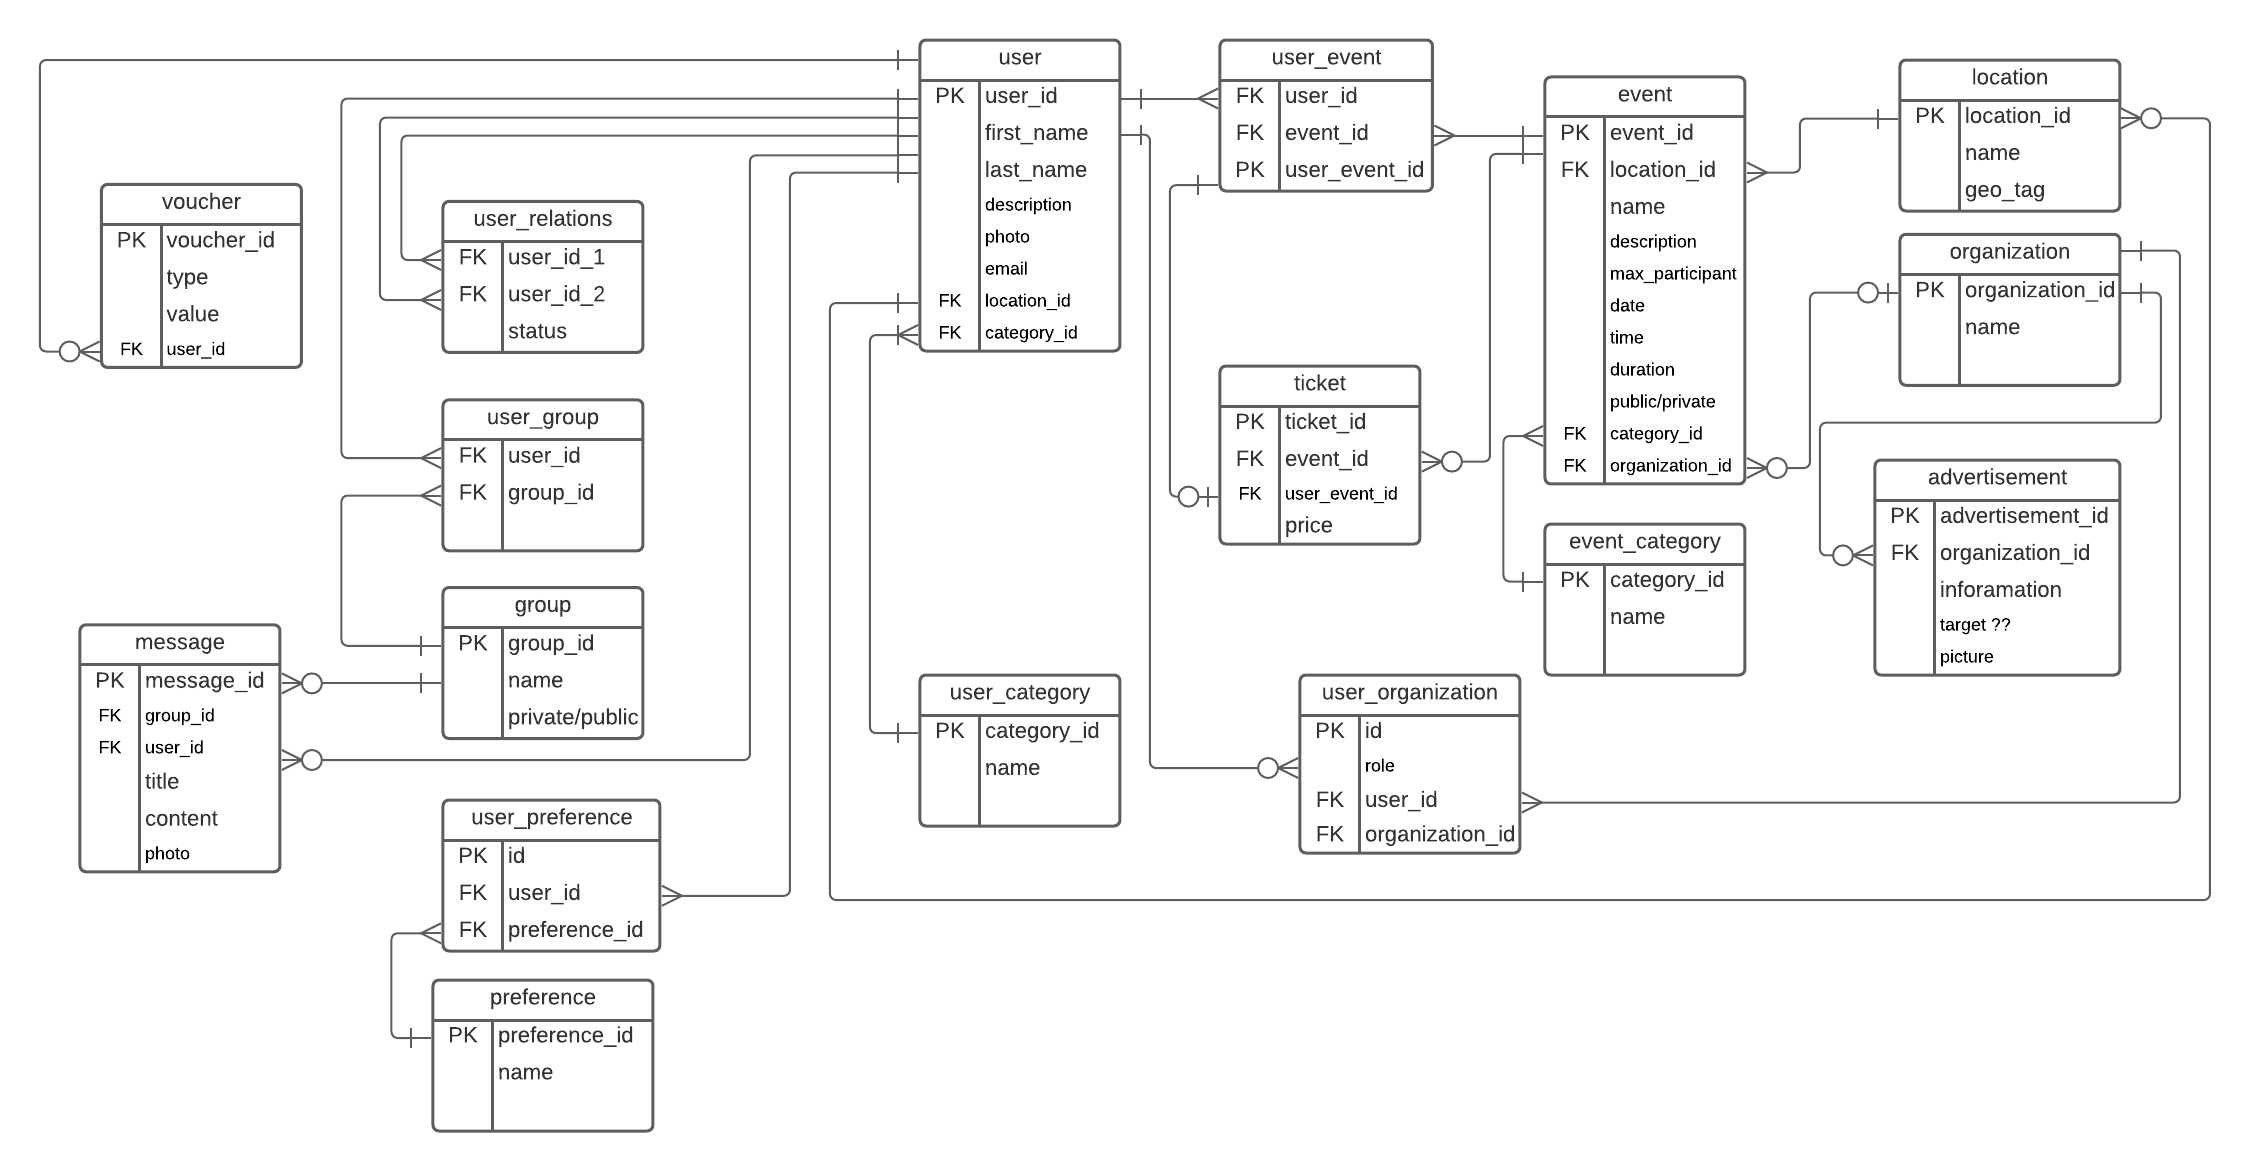 user
PK user_id
first_name
last_name
description
photo
email
FK location_id
FK category_id
user_event
FK user_id
FK event_id
PK user_event_id
event
PK event_id
FK location_id
name
description
max_participant
date
time
duration
public/private
FK category_id
FK organization_id
location
PK location_id
name
geo_tag
voucher
PK voucher_id
type
value
FK user_id
user_relations
FK user_id_1
FK user_id_2
status
organization
PK organization_id
name
ticket
PK ticket_id
FK event_id
FK user_event_id
price
user_group
FK user_id
FK group_id
advertisement
PK advertisement_id
FK organization_id
inforamation
target ??
picture
event_category
PK category_id
name
group
PK group_id
name
private/public
message
PK message_id
FK group_id
FK user_id
title
content
photo
user_category
PK category_id
name
user_organization
PK id
role
FK user_id
FK organization_id
user_preference
PK id
FK user_id
FK preference_id
preference
PK preference_id
name